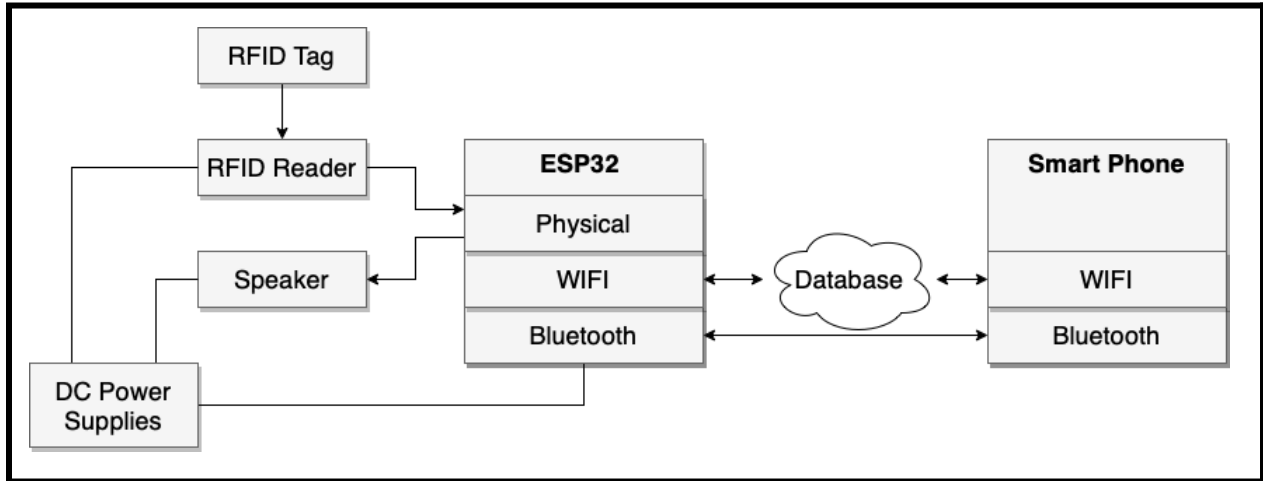 RFID Tag
RFID Reader
ESP32
Smart Phone
Physical
Speaker
WIFI
Database
WIFI
Bluetooth
Bluetooth
DC Power
Supplies